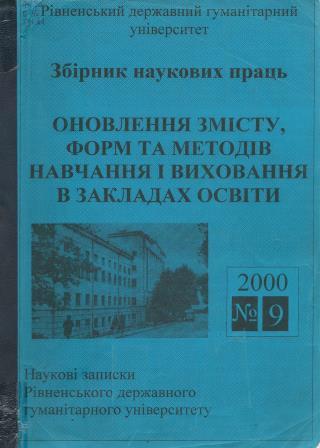 Рівненський державний гуманітарний
університет
Збірник наукових праць
ОНОВЛЕННЯ ЗМІСТУ,
ФОРМ ТА МЕТОДІВ
НАВЧАННЯ І ВИХОВАННЯ
В ЗАКЛАДАХ ОСВІТИ
2000
№ 9
Наукові записки
Рівненського державного
гуманітарного університету